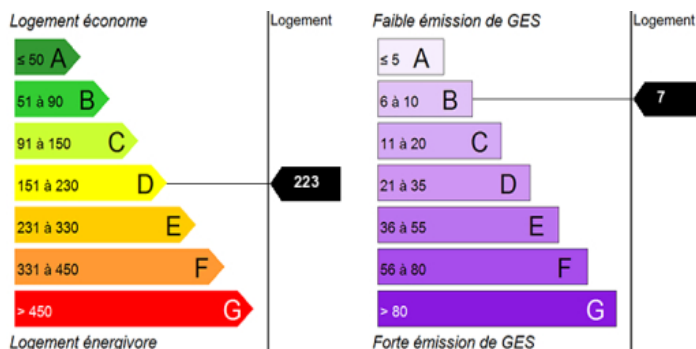 Logement économe
Logement
≤ 50 A
51 à 90 B
91 à 150 C
151 à 230 D
223
231 à 330 E
331 à 450 F
> 450 G
Logement énergivore
Faible émission de GES
Logement
≤ 5 A
6 à 10 B
7
11 à 20 C
21 à 35 D
36 à 55 E
56 à 80 F
> 80 G
Forte émission de GES